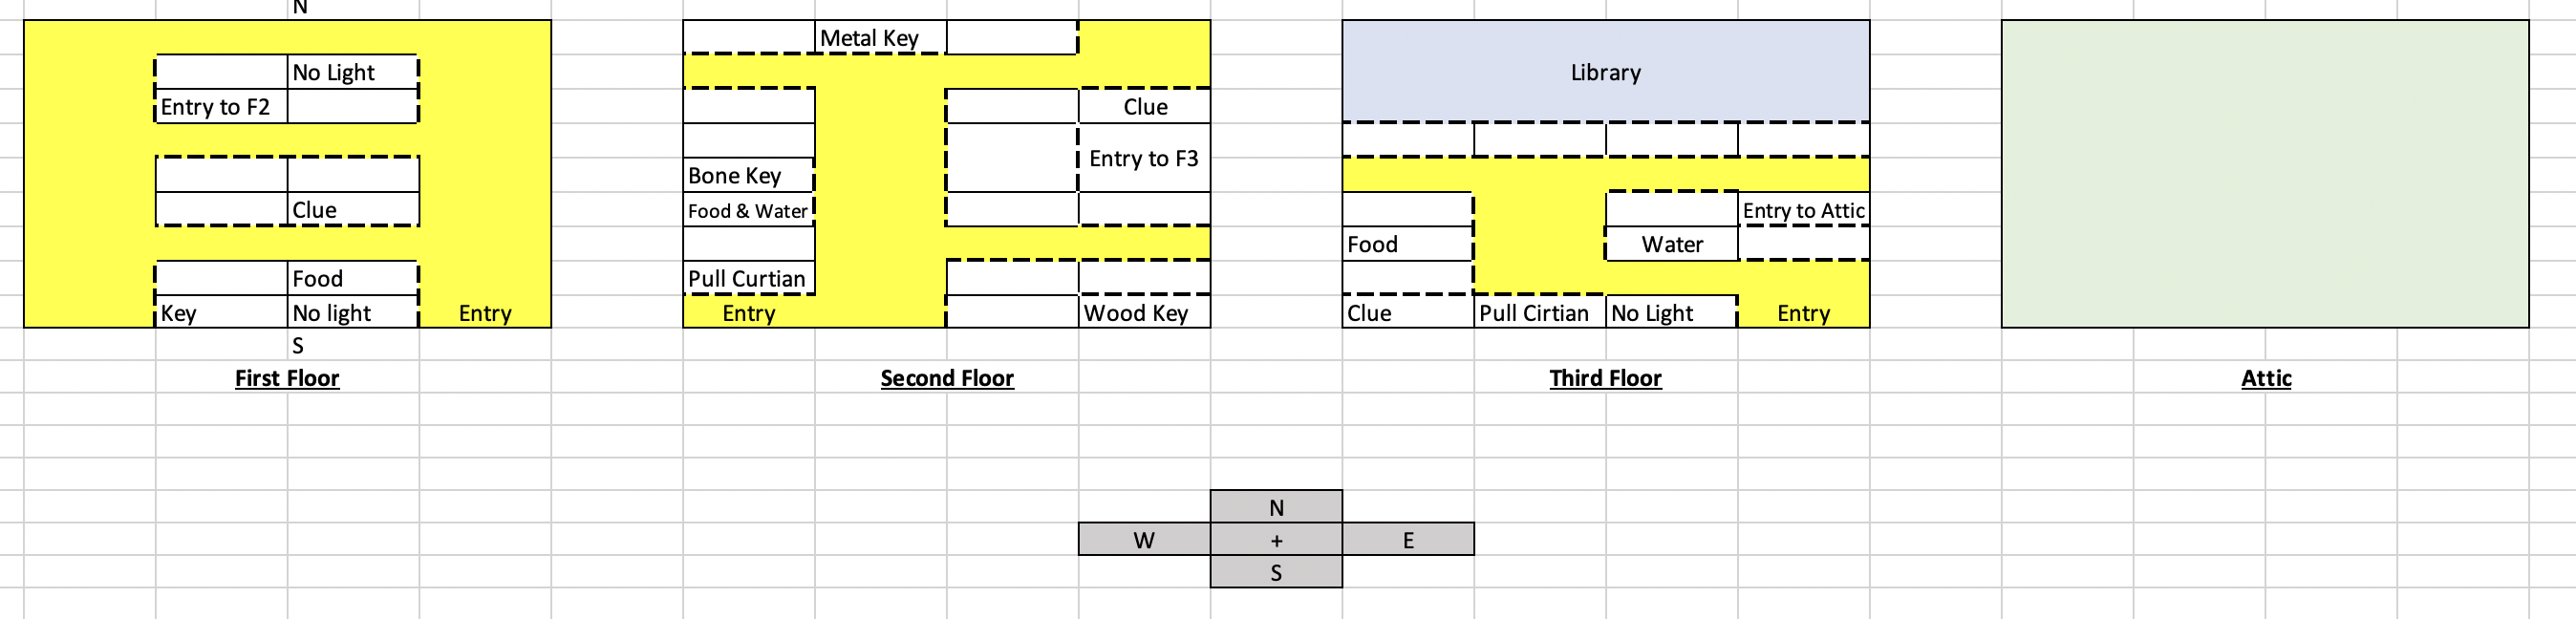 N
No Light
Entry to F2
Clue
Food
Key
No light
Entry
S
First Floor
Metal Key
Clue
Entry to F3
Bone Key
Food & Water
Pull Curtian
Entry
Wood Key
Second Floor
Library
Entry to Attic
Food
Water
Clue
Pull Cirtian
No Light
Entry
Third Floor
Attic
N
W + E
S